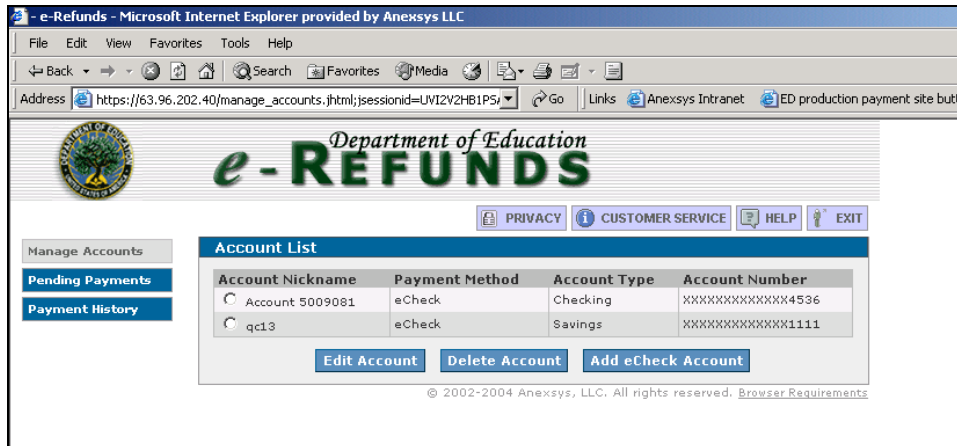 - e-Refunds - Microsoft Internet Explorer provided by Anexsys LLC
File Edit View Favorites Tools Help
Back Search Favorites Media
Address https://63.96.202.40/manage_accounts.jhtml;jsessionid=UVI2V2HB1PS Go Links Anexsys Intranet ED production payment site butt
Department of Education
e - REFUNDS
PRIVACY CUSTOMER SERVICE HELP EXIT
Manage Accounts
Pending Payments
Payment History
Account List
Account Nickname Payment Method Account Type Account Number
Account 5009081 eCheck Checking XXXXXXXXXXXXX4536
qc13 eCheck Savings XXXXXXXXXXXXX1111
Edit Account Delete Account Add eCheck Account
© 2002-2004 Anexsys, LLC. All rights reserved. Browser Requirements